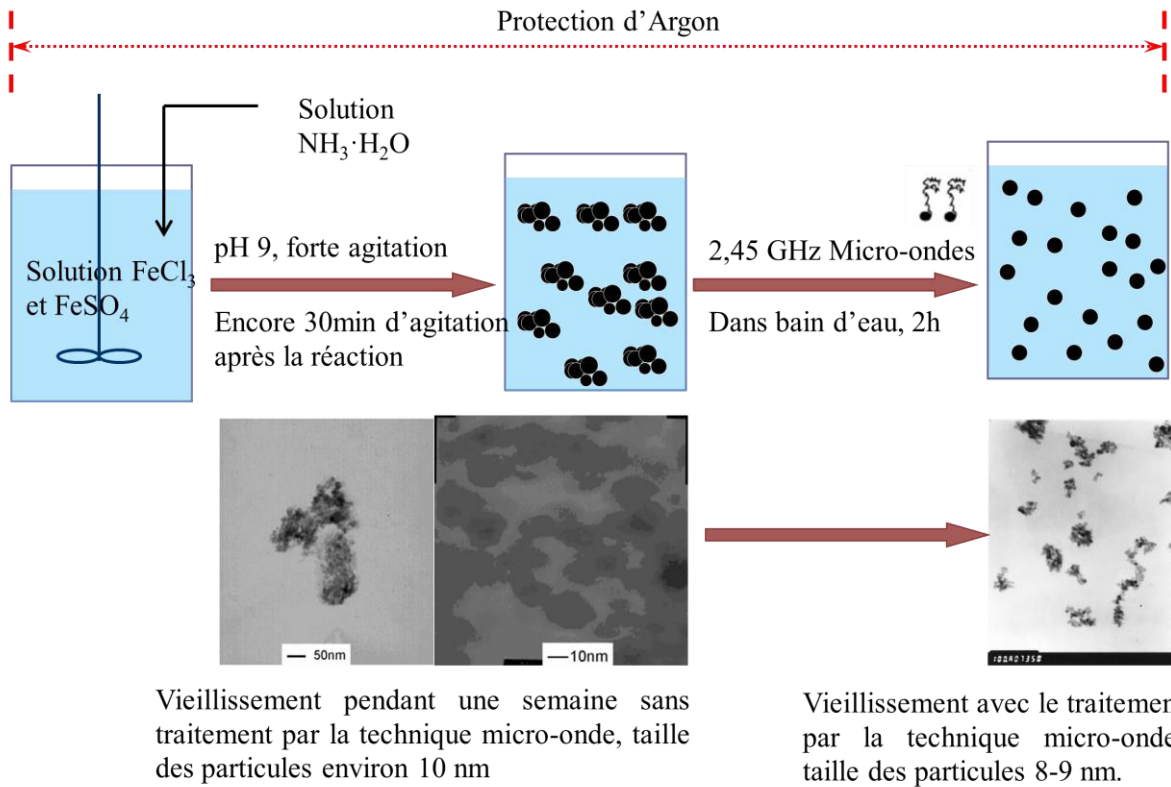 Protection d'Argon
Solution
NH₃·H₂O
Solution FeCl₃
et FeSO₄
pH 9, forte agitation
Encore 30min d'agitation
après la réaction
2,45 GHz Micro-ondes
Dans bain d'eau, 2h
50nm
10nm
Vieillissement pendant une semaine sans
traitement par la technique micro-onde, taille
des particules environ 10 nm
Vieillissement avec le traitemen
par la technique micro-onde
taille des particules 8-9 nm.